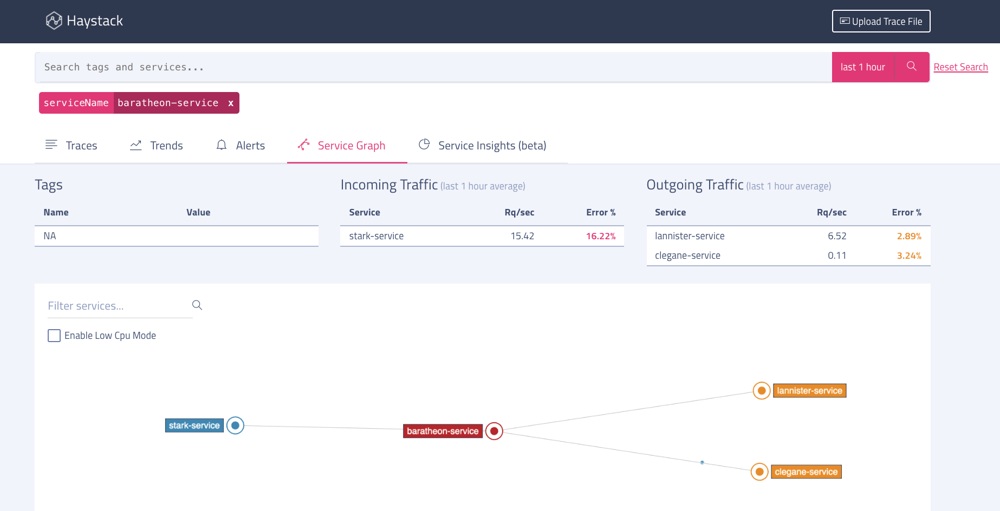 Haystack
Upload Trace File
Search tags and services...
last 1 hour
Reset Search
serviceName baratheon-service x
Traces Trends Alerts Service Graph Service Insights (beta)
Tags
Name Value
NA
Incoming Traffic (last 1 hour average)
Service Rq/sec Error %
stark-service 15.42 16.22%
Outgoing Traffic (last 1 hour average)
Service Rq/sec Error %
lannister-service 6.52 2.89%
clegane-service 0.11 3.24%
Filter services...
Enable Low Cpu Mode
lannister-service
stark-service
baratheon-service
clegane-service